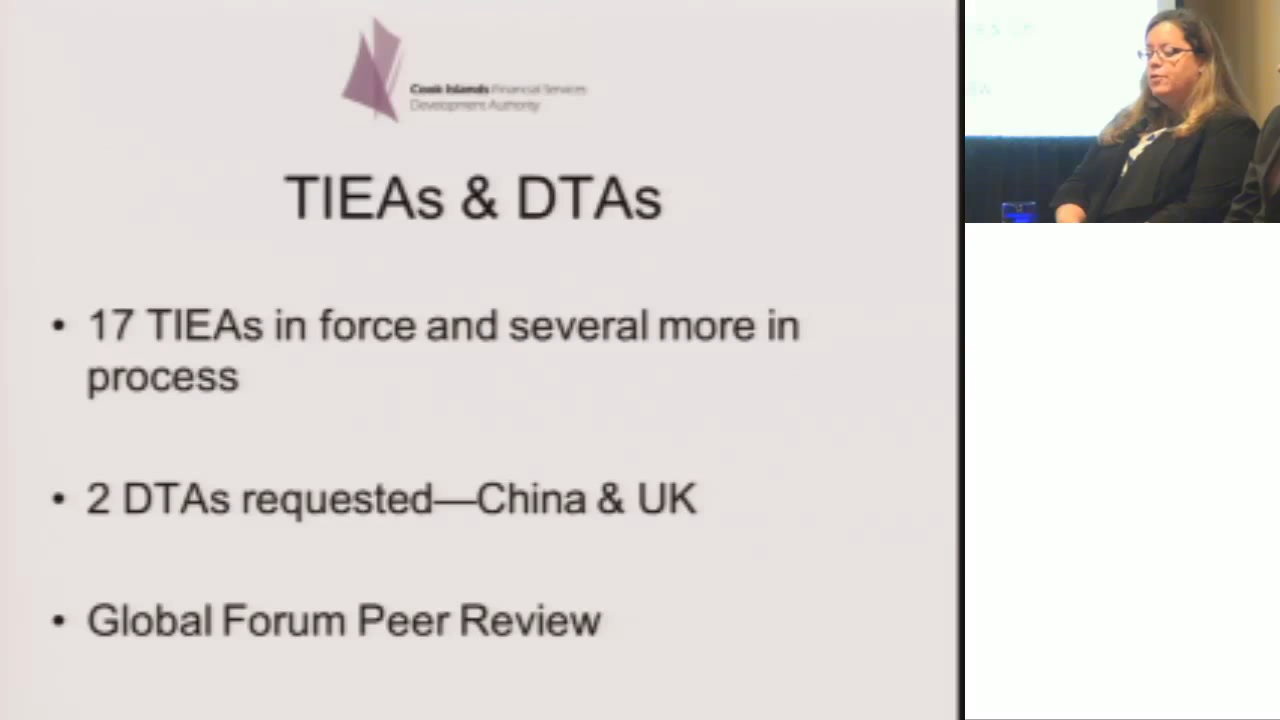 Cook Islands Financial Services
Development Authority
TIEAs & DTAs
• 17 TIEAs in force and several more in
process
• 2 DTAs requested—China & UK
• Global Forum Peer Review